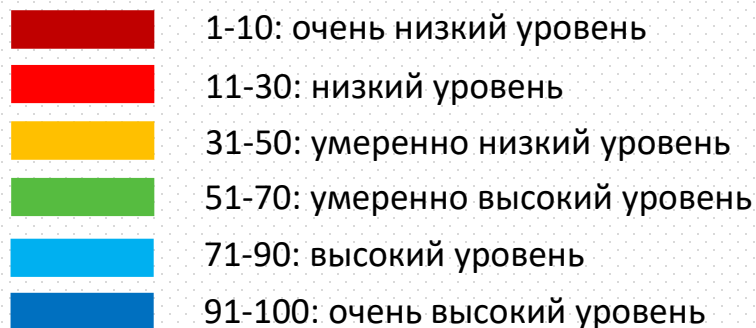 1-10: очень низкий уровень
11-30: низкий уровень
31-50: умеренно низкий уровень
51-70: умеренно высокий уровень
71-90: высокий уровень
91-100: очень высокий уровень